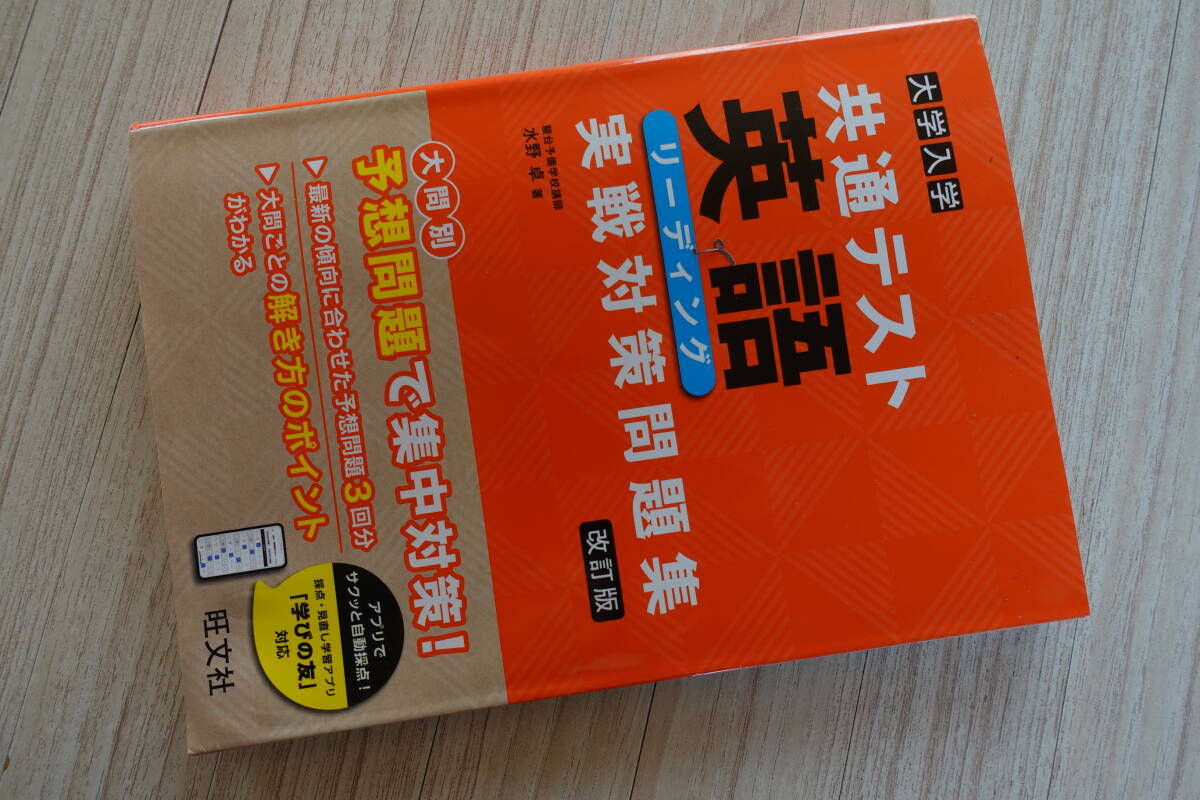 大学入学
共通テスト
英語
リーディング
実戦対策問題集
改訂版
駿台予備学校講師
水野 卓 著
大問別
予想問題で集中対策!
▶最新の傾向に合わせた予想問題3回分
▶大問ごとの解き方のポイント
がわかる
アプリで
サクッと自動採点!
採点・見直し学習アプリ
「学びの友」
対応
旺文社